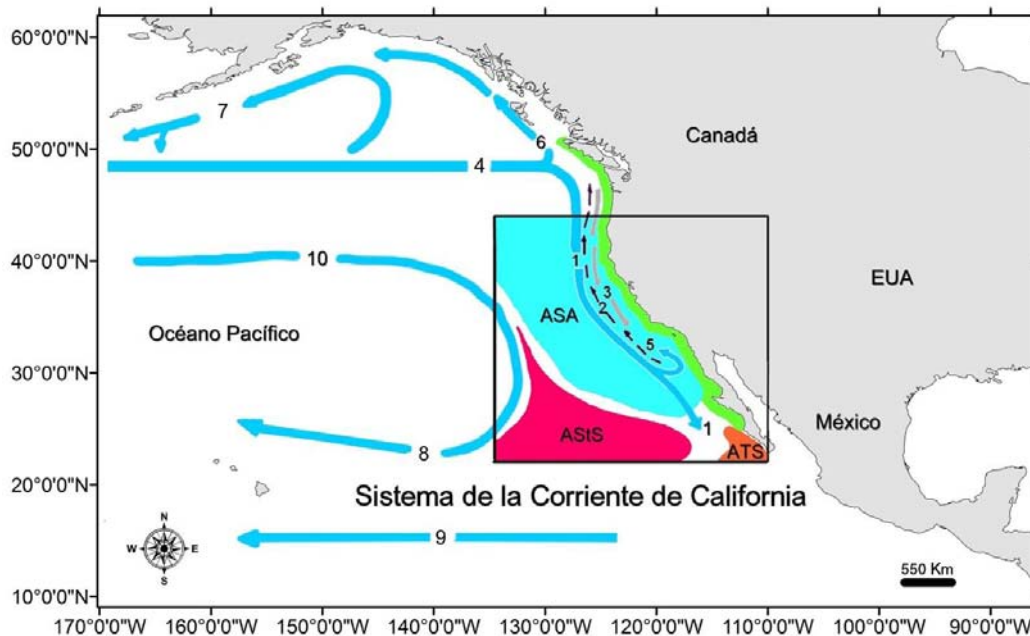 60°0'0"N
50°0'0"N
40°0'0"N
30°0'0"N
20°0'0"N
10°0'0"N
7
6
Canadá
4
10
1
3
2
EUA
Océano Pacífico
ASA
5
México
8
AStS
1
ATS
Sistema de la Corriente de California
N
W E
S
9
550 Km
170°0'0"W 160°0'0"W 150°0'0"W 140°0'0"W 130°0'0"W 120°0'0"W 110°0'0"W 100°0'0"W 90°0'0"W